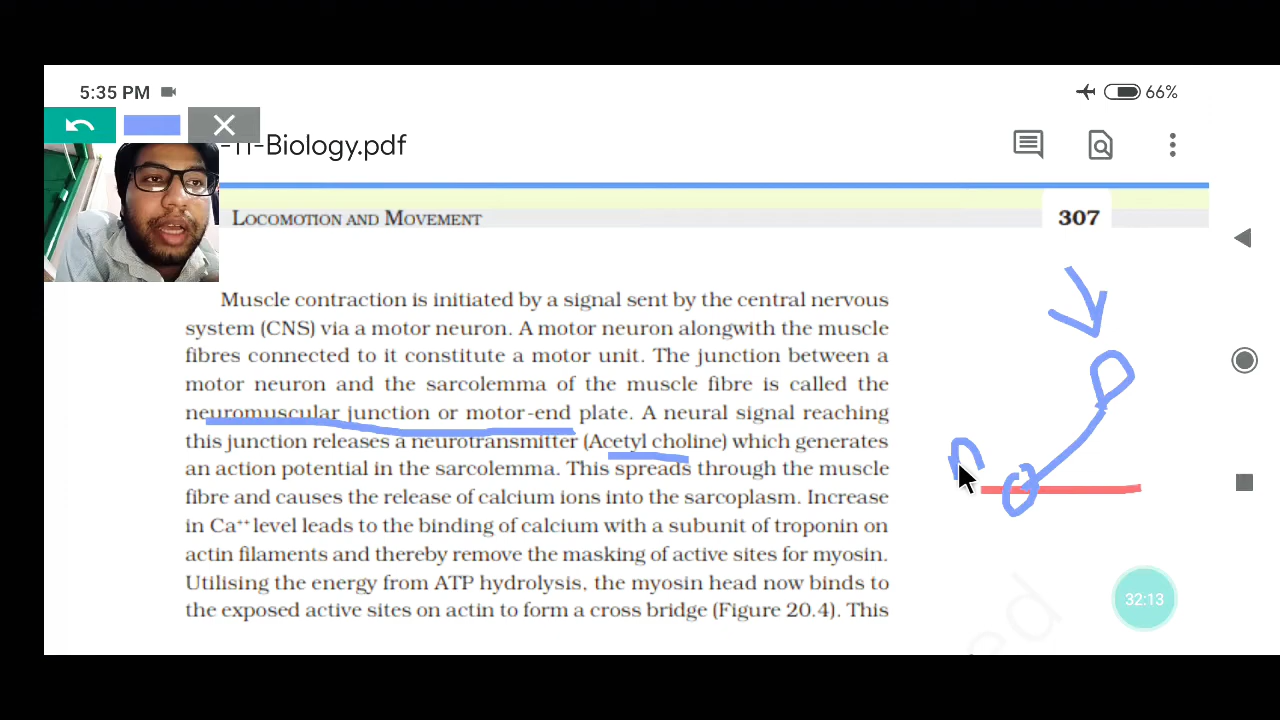 5:35 PM
66%
-11-Biology.pdf
LOCOMOTION AND MOVEMENT
307
Muscle contraction is initiated by a signal sent by the central nervous
system (CNS) via a motor neuron. A motor neuron alongwith the muscle
fibres connected to it constitute a motor unit. The junction between a
motor neuron and the sarcolemma of the muscle fibre is called the
neuromuscular junction or motor-end plate. A neural signal reaching
this junction releases a neurotransmitter (Acetyl choline) which generates
an action potential in the sarcolemma. This spreads through the muscle
fibre and causes the release of calcium ions into the sarcoplasm. Increase
in Ca++ level leads to the binding of calcium with a subunit of troponin on
actin filaments and thereby remove the masking of active sites for myosin.
Utilising the energy from ATP hydrolysis, the myosin head now binds to
the exposed active sites on actin to form a cross bridge (Figure 20.4). This
ed
32:13